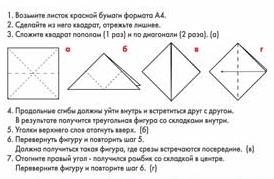 1. Возьмите листок красной бумаги формата А4.
2. Сделайте из него квадрат, отрежьте лишнее.
3. Сложите квадрат пополам (1 раз) и по диагонали (2 раза). (а)
а б в г
4. Продольные сгибы должы уйти внутрь и встретиться друг с другом.
В результате получится треугольная фигура со складками внутри.
5. Уголки верхнего слоя отогнуть вверх. (б)
6. Перевернуть фигуру и повторить шаг 5.
Должна получиться такая фигура, где срезы встречаются посередине. (в)
7. Отогните правый угол - получился ромбик со складкой в центре.
Переверните фигуру и повторите шаг 6. (г)